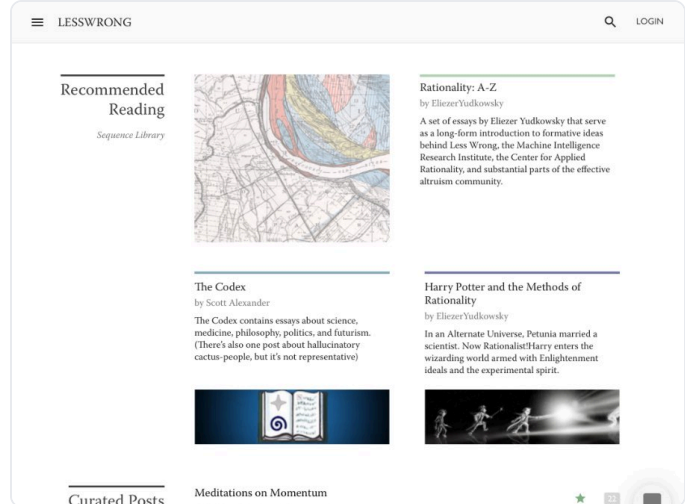 LESSWRONG
LOGIN
Recommended
Reading
Sequence Library
Rationality: A-Z
by EliezerYudkowsky
A set of essays by Eliezer Yudkowsky that serve
as a long-form introduction to formative ideas
behind Less Wrong, the Machine Intelligence
Research Institute, the Center for Applied
Rationality, and substantial parts of the effective
altruism community.
The Codex
by Scott Alexander
The Codex contains essays about science,
medicine, philosophy, politics, and futurism.
(There's also one post about hallucinatory
cactus-people, but it's not representative)
Harry Potter and the Methods of
Rationality
by EliezerYudkowsky
In an Alternate Universe, Petunia married a
scientist. Now Rationalist!Harry enters the
wizarding world armed with Enlightenment
ideals and the experimental spirit.
Curated Posts
Meditations on Momentum
22